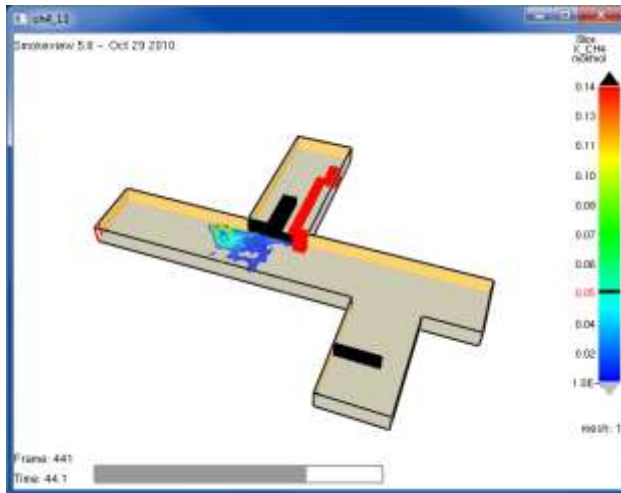 ch4_13
Smokeview 5.6 - Oct 29 2010
Slice
X_CH4
mol/mol
0.14
0.13
0.11
0.10
0.09
0.07
0.06
0.05
0.04
0.02
mesh: 1
Frame: 441
Time: 44.1